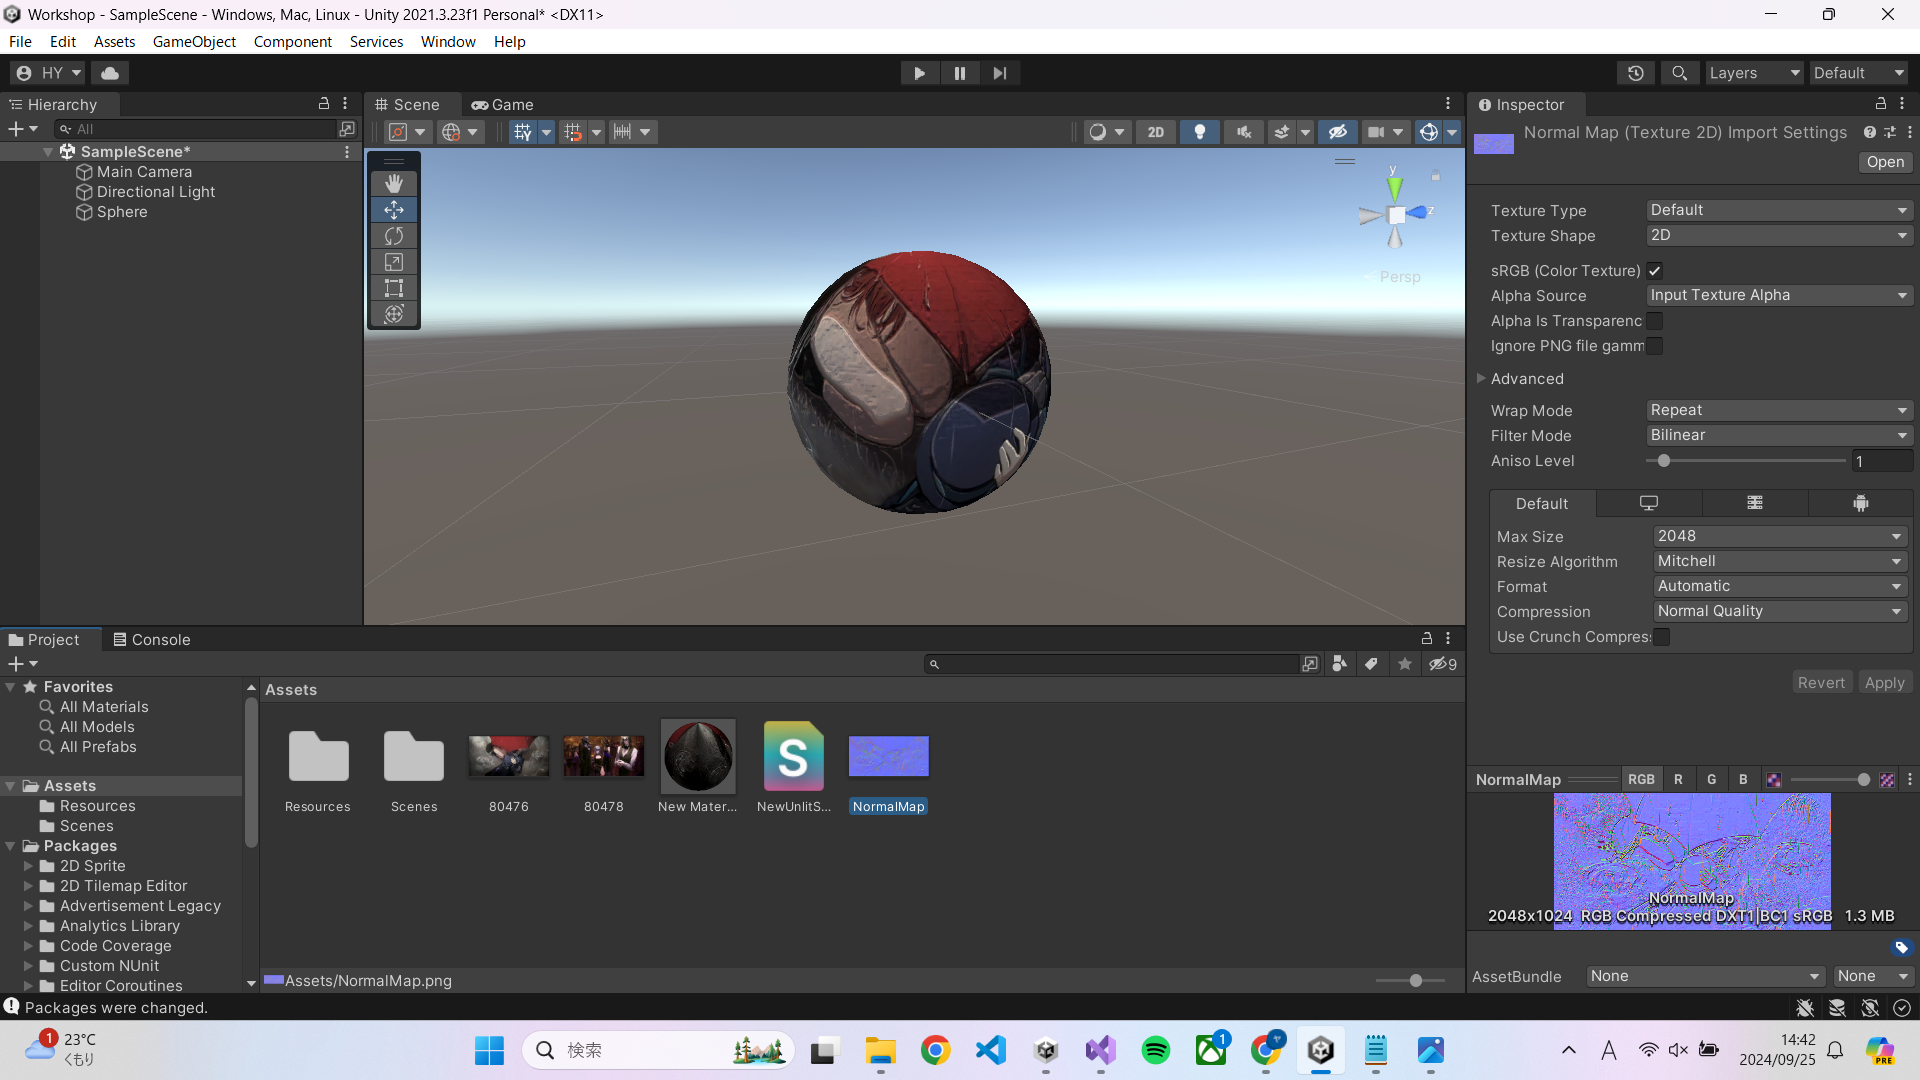 Workshop - SampleScene - Windows, Mac, Linux - Unity 2021.3.23f1 Personal* <DX11>
File Edit Assets GameObject Component Services Window Help
HY
Layers
Default
Hierarchy
All
SampleScene*
Main Camera
Directional Light
Sphere
Scene
Game
2D
y
z
Persp
Inspector
Normal Map (Texture 2D) Import Settings
Open
Texture Type Default
Texture Shape 2D
sRGB (Color Texture)
Alpha Source Input Texture Alpha
Alpha Is Transparenc
Ignore PNG file gamm
Advanced
Wrap Mode Repeat
Filter Mode Bilinear
Aniso Level 1
Default
Max Size 2048
Resize Algorithm Mitchell
Format Automatic
Compression Normal Quality
Use Crunch Compres
Revert Apply
NormalMap RGB R G B
NormalMap
2048x1024 RGB Compressed DXT1|BC1 sRGB 1.3 MB
AssetBundle None None
Project
Console
9
Favorites
All Materials
All Models
All Prefabs
Assets
Resources
Scenes
Packages
2D Sprite
2D Tilemap Editor
Advertisement Legacy
Analytics Library
Code Coverage
Custom NUnit
Editor Coroutines
Assets
S
Resources Scenes 80476 80478 New Mater... NewUnlitS... NormalMap
Assets/NormalMap.png
Packages were changed.
1
23°C
くもり
検索
1
A
14:42
2024/09/25
PRE